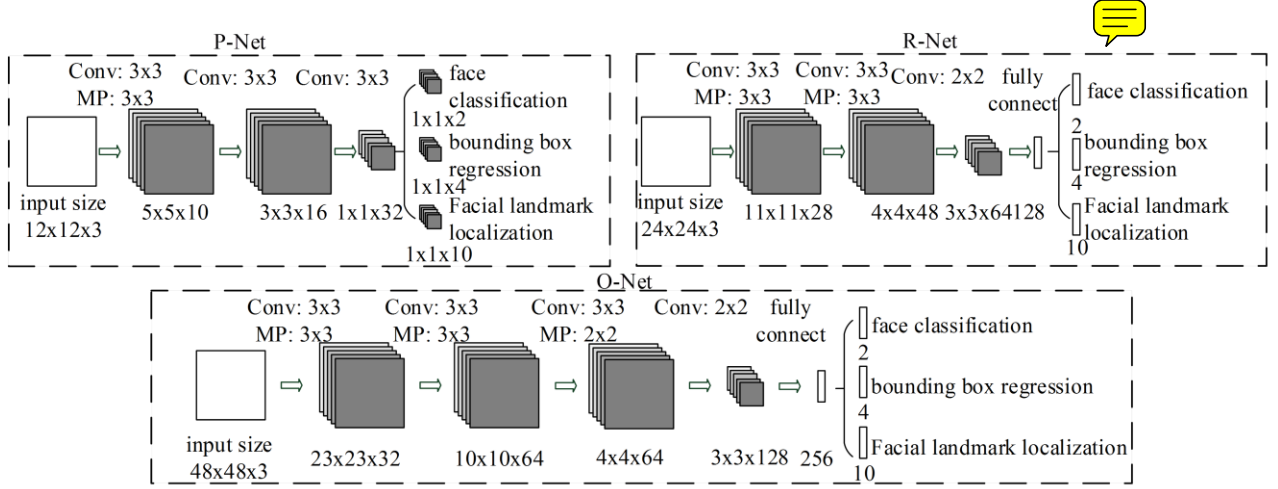 P-Net
Conv: 3x3 Conv: 3x3 Conv: 3x3
MP: 3x3
face
classification
1x1x2
bounding box
regression
1x1x4
Facial landmark
localization
1x1x10
input size
12x12x3
5x5x10
3x3x16
1x1x32
R-Net
Conv: 3x3 Conv: 3x3 Conv: 2x2 fully
MP: 3x3 MP: 3x3 connect
face classification
2
bounding box
regression
4
Facial landmark
localization
10
input size
24x24x3
11x11x28
4x4x48
3x3x64
128
O-Net
Conv: 3x3 Conv: 3x3 Conv: 3x3 Conv: 2x2 fully
MP: 3x3 MP: 3x3 MP: 2x2 connect
face classification
2
bounding box regression
4
Facial landmark localization
10
input size
48x48x3
23x23x32
10x10x64
4x4x64
3x3x128
256